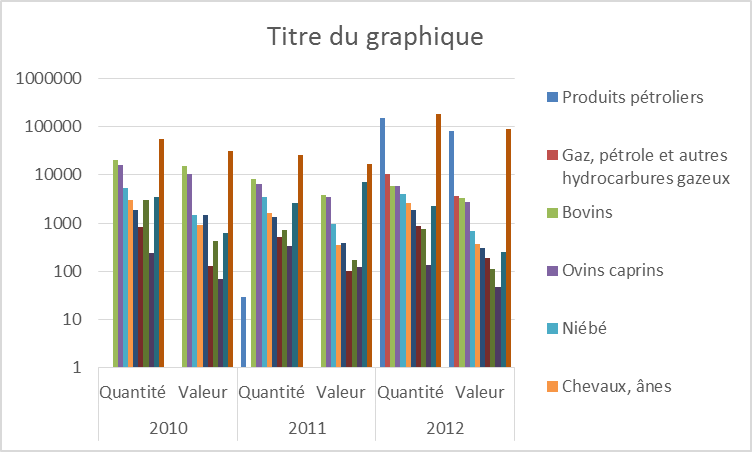 Titre du graphique
1000000
100000
10000
1000
100
10
1
Quantité Valeur Quantité Valeur Quantité Valeur
2010 2011 2012
Produits pétroliers
Gaz, pétrole et autres
hydrocarbures gazeux
Bovins
Ovins caprins
Niébé
Chevaux, ânes